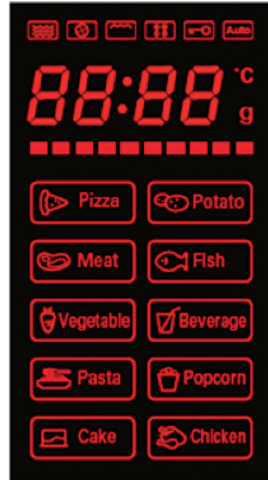 Auto
88:88 °C
g
Pizza Potato
Meat Fish
Vegetable Beverage
Pasta Popcorn
Cake Chicken